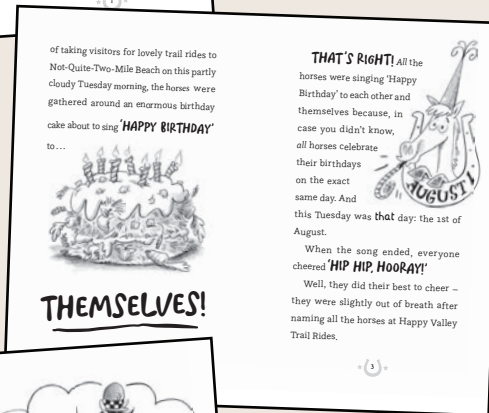 of taking visitors for lovely trail rides to
Not-Quite-Two-Mile Beach on this partly
cloudy Tuesday morning, the horses were
gathered around an enormous birthday
cake about to sing 'HAPPY BIRTHDAY'
to...
THEMSELVES!
THAT'S RIGHT! All the
horses were singing 'Happy
Birthday' to each other and
themselves because, in
case you didn't know,
all horses celebrate
their birthdays
on the exact
same day. And
this Tuesday was that day: the 1st of
August.
AUGUST 1!
When the song ended, everyone
cheered 'HIP HIP, HOORAY!'
Well, they did their best to cheer –
they were slightly out of breath after
naming all the horses at Happy Valley
Trail Rides.
3